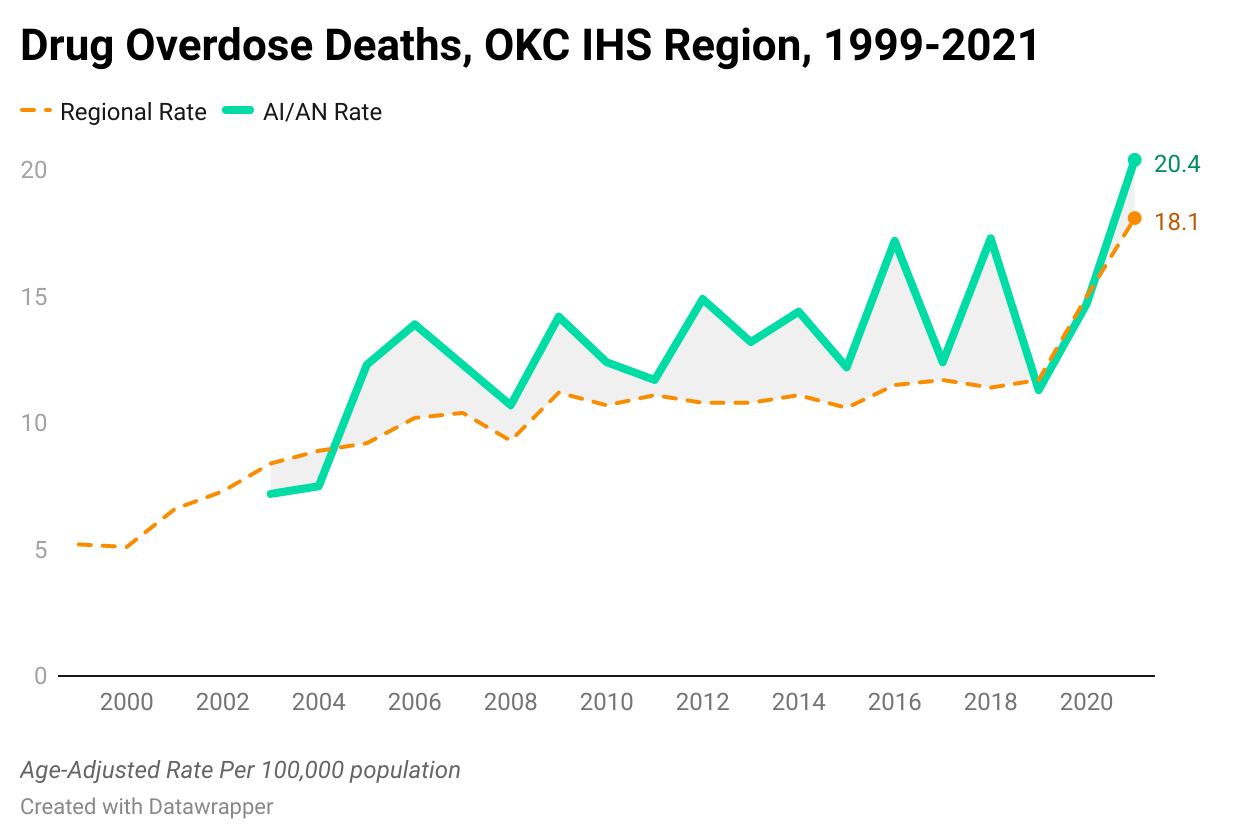 Drug Overdose Deaths, OKC IHS Region, 1999-2021
Regional Rate AI/AN Rate
20
20.4
18.1
15
10
5
0
2000 2002 2004 2006 2008 2010 2012 2014 2016 2018 2020
Age-Adjusted Rate Per 100,000 population
Created with Datawrapper